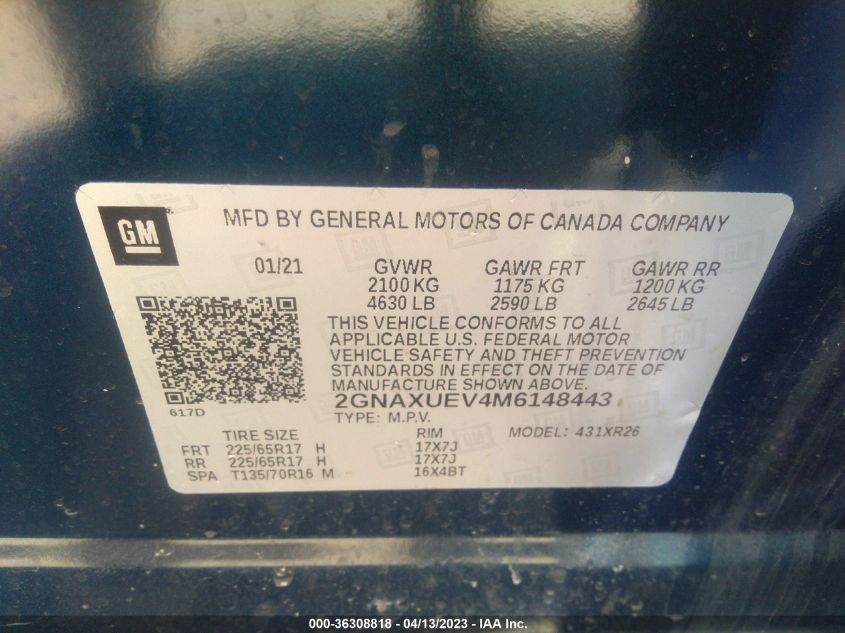 GM
MFD BY GENERAL MOTORS OF CANADA COMPANY
01/21 GVWR GAWR FRT GAWR RR
2100 KG 1175 KG 1200 KG
4630 LB 2590 LB 2645 LB
THIS VEHICLE CONFORMS TO ALL
APPLICABLE U.S. FEDERAL MOTOR
VEHICLE SAFETY AND THEFT PREVENTION
STANDARDS IN EFFECT ON THE DATE OF
MANUFACTURE SHOWN ABOVE.
617D
2GNAXUEV4M6148443
TYPE: M.P.V.
TIRE SIZE RIM MODEL: 431XR26
FRT 225/65R17 H 17X7J
RR 225/65R17 H 17X7J
SPA T135/70R16 M 16X4BT
000-36308818 - 04/13/2023 - IAA Inc.